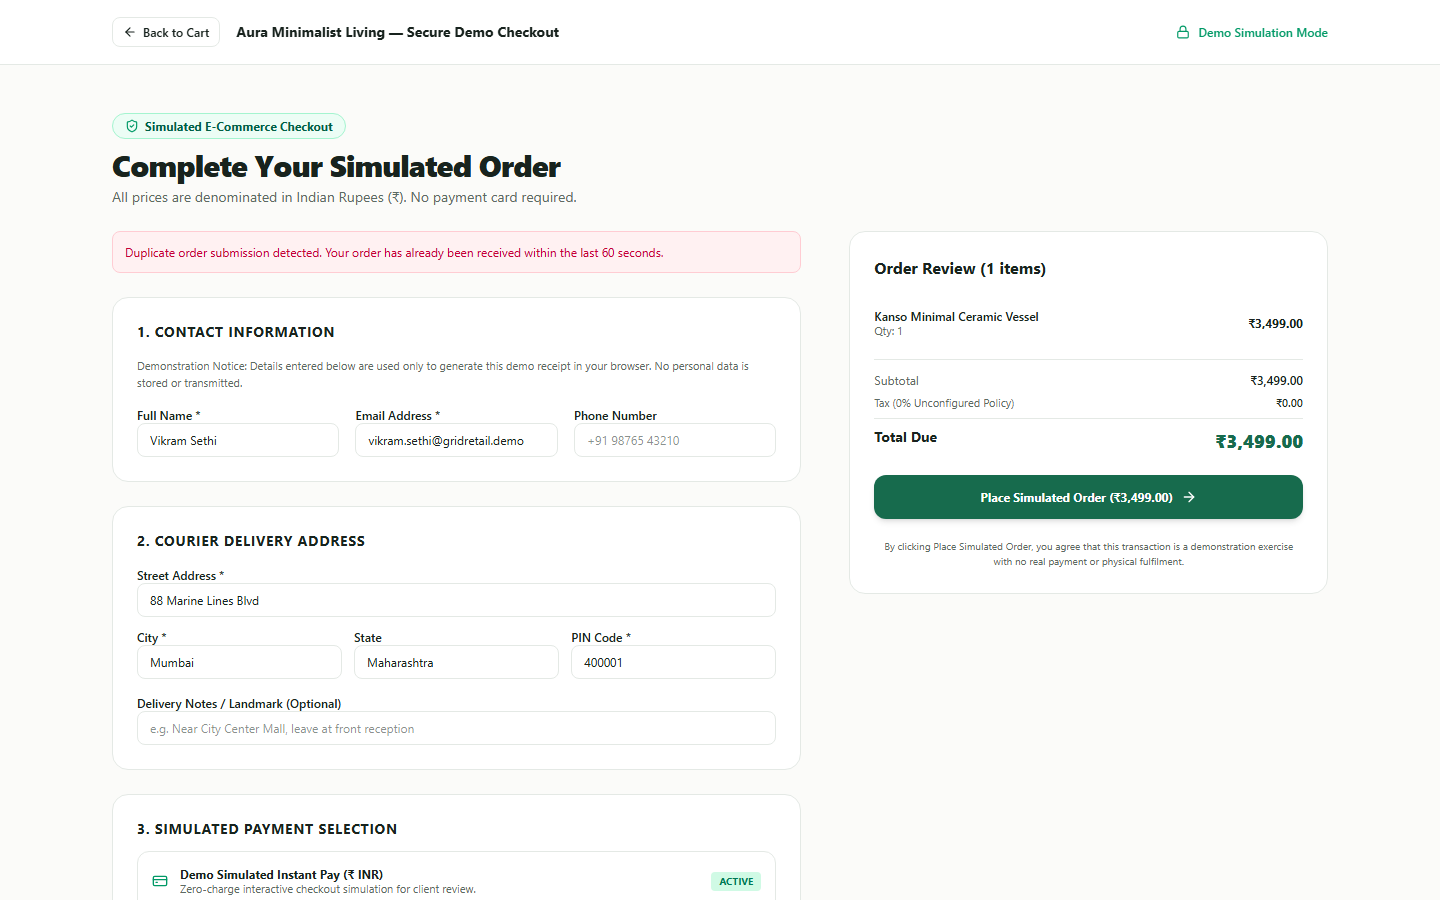 Back to Cart
Aura Minimalist Living — Secure Demo Checkout
Demo Simulation Mode
Simulated E-Commerce Checkout
Complete Your Simulated Order
All prices are denominated in Indian Rupees (₹). No payment card required.
Duplicate order submission detected. Your order has already been received within the last 60 seconds.
1. CONTACT INFORMATION
Demonstration Notice: Details entered below are used only to generate this demo receipt in your browser. No personal data is
stored or transmitted.
Full Name *
Vikram Sethi
Email Address *
vikram.sethi@gridretail.demo
Phone Number
+91 98765 43210
2. COURIER DELIVERY ADDRESS
Street Address *
88 Marine Lines Blvd
City *
Mumbai
State
Maharashtra
PIN Code *
400001
Delivery Notes / Landmark (Optional)
e.g. Near City Center Mall, leave at front reception
3. SIMULATED PAYMENT SELECTION
Demo Simulated Instant Pay (₹ INR)
Zero-charge interactive checkout simulation for client review.
ACTIVE
Order Review (1 items)
Kanso Minimal Ceramic Vessel
Qty: 1
₹3,499.00
Subtotal ₹3,499.00
Tax (0% Unconfigured Policy) ₹0.00
Total Due ₹3,499.00
Place Simulated Order (₹3,499.00)
By clicking Place Simulated Order, you agree that this transaction is a demonstration exercise
with no real payment or physical fulfilment.